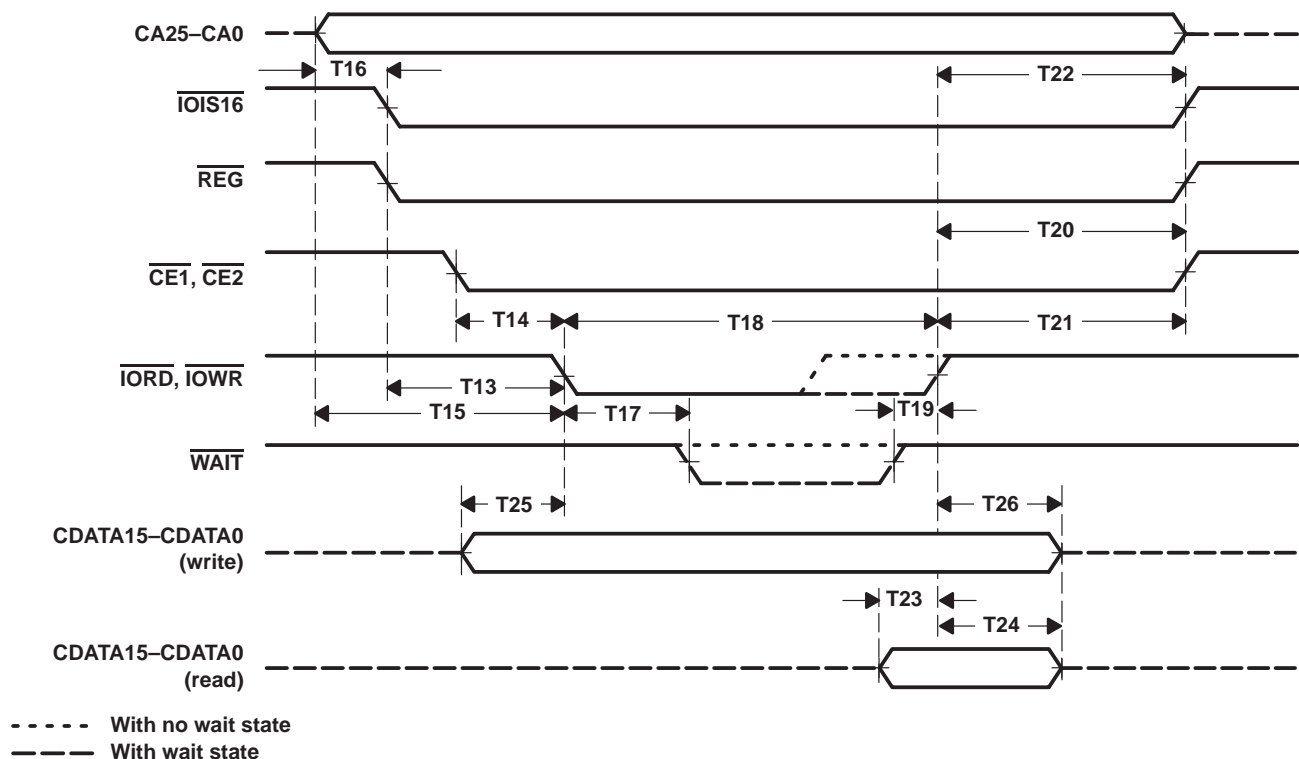 CA25–CA0
T16
T22
IOIS16
REG
T20
CE1, CE2
T14
T18
T21
IORD, IOWR
T13
T19
T15
T17
WAIT
T25
T26
CDATA15–CDATA0
(write)
T23
T24
CDATA15–CDATA0
(read)
With no wait state
With wait state